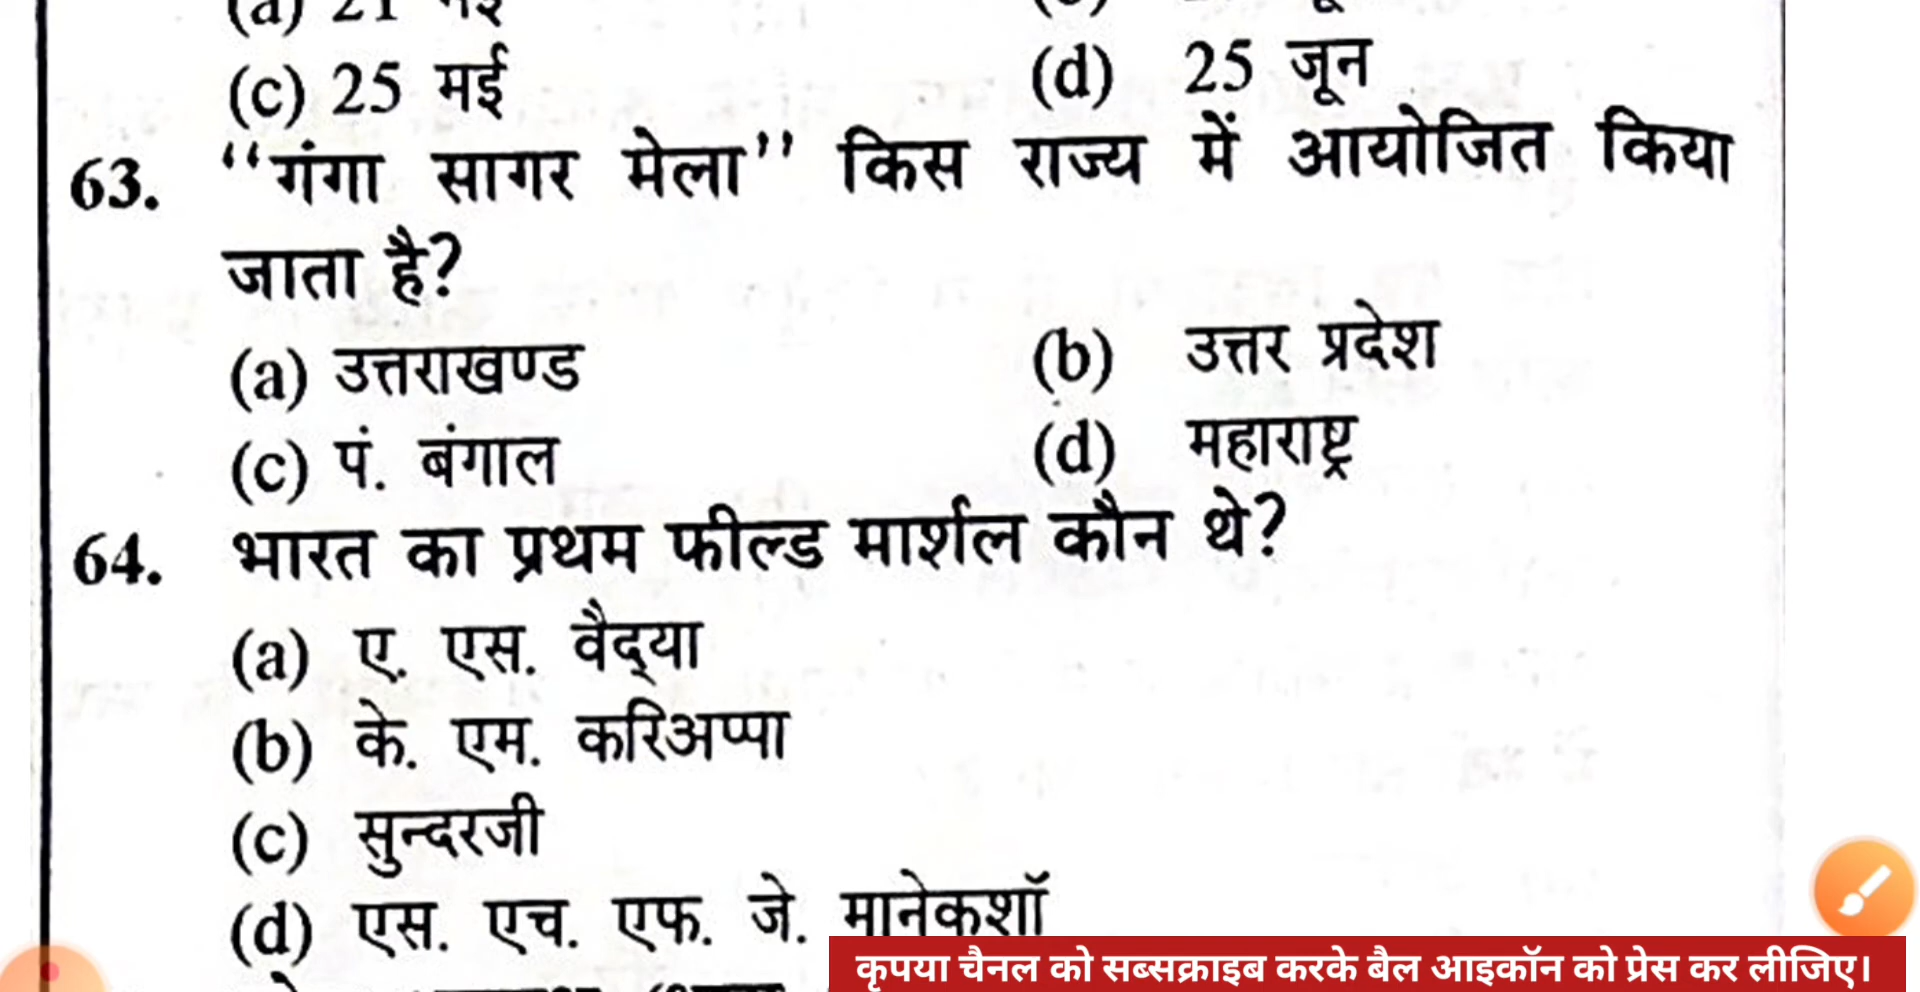 (c) 25 मई (d) 25 जून
63. “गंगा सागर मेला” किस राज्य में आयोजित किया
जाता है?
(a) उत्तराखण्ड (b) उत्तर प्रदेश
(c) पं. बंगाल (d) महाराष्ट्र
64. भारत का प्रथम फील्ड मार्शल कौन थे?
(a) ए. एस. वैद्‌या
(b) के. एम. करिअप्पा
(c) सुन्दरजी
(d) एस. एच. एफ. जे. मानेकशॉ
कृपया चैनल को सब्सक्राइब करके बैल आइकॉन को प्रेस कर लीजिए।